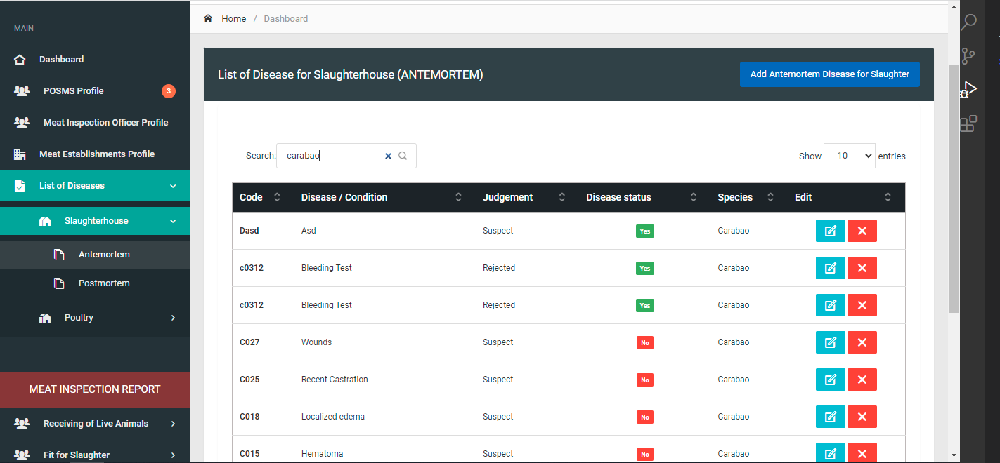 Home / Dashboard
MAIN
Dashboard
POSMS Profile 3
Meat Inspection Officer Profile
Meat Establishments Profile
List of Diseases
Slaughterhouse
Antemortem
Postmortem
Poultry
MEAT INSPECTION REPORT
Receiving of Live Animals
Fit for Slaughter
List of Disease for Slaughterhouse (ANTEMORTEM) Add Antemortem Disease for Slaughter
Search: carabao Show 10 entries
Code Disease / Condition Judgement Disease status Species Edit
Dasd Asd Suspect Yes Carabao
c0312 Bleeding Test Rejected Yes Carabao
c0312 Bleeding Test Rejected Yes Carabao
C027 Wounds Suspect No Carabao
C025 Recent Castration Suspect No Carabao
C018 Localized edema Suspect No Carabao
C015 Hematoma Suspect No Carabao